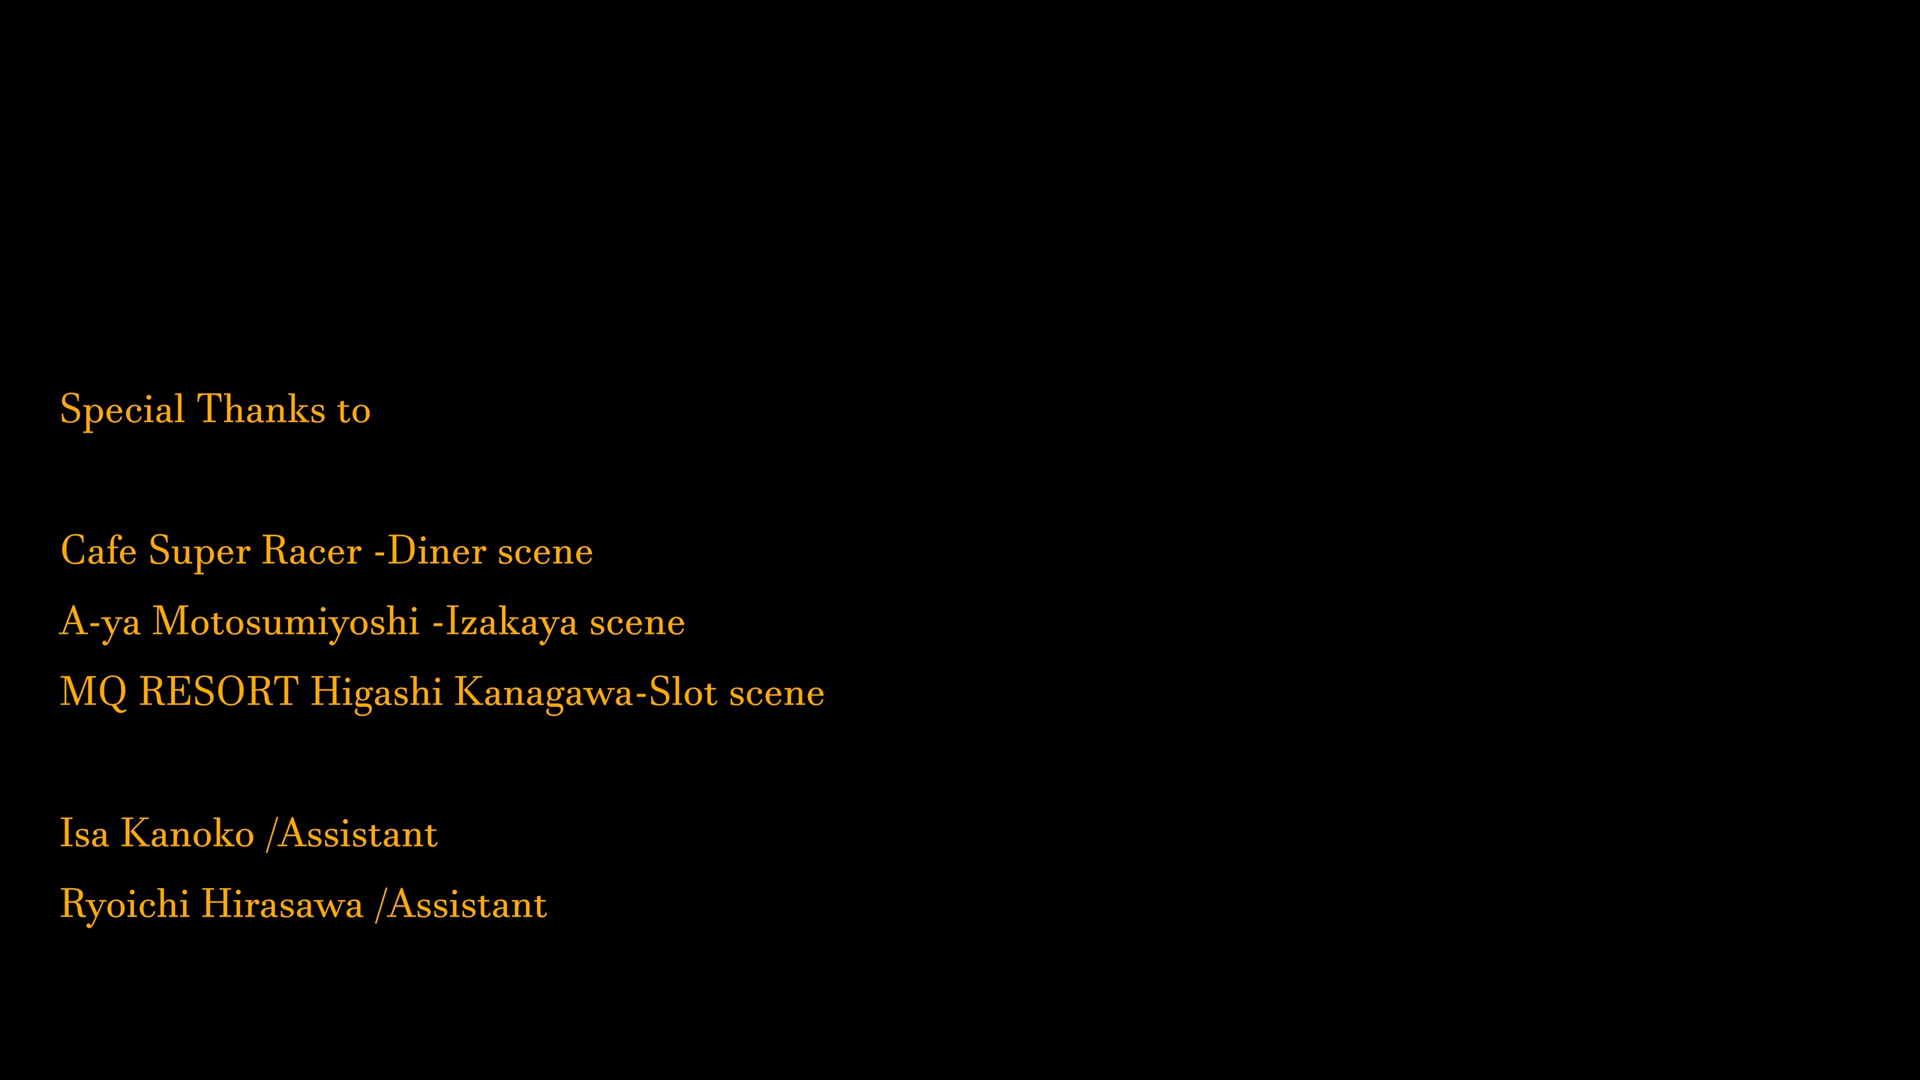 Special Thanks to
Cafe Super Racer -Diner scene
A-ya Motosumiyoshi -Izakaya scene
MQ RESORT Higashi Kanagawa-Slot scene
Isa Kanoko /Assistant
Ryoichi Hirasawa /Assistant